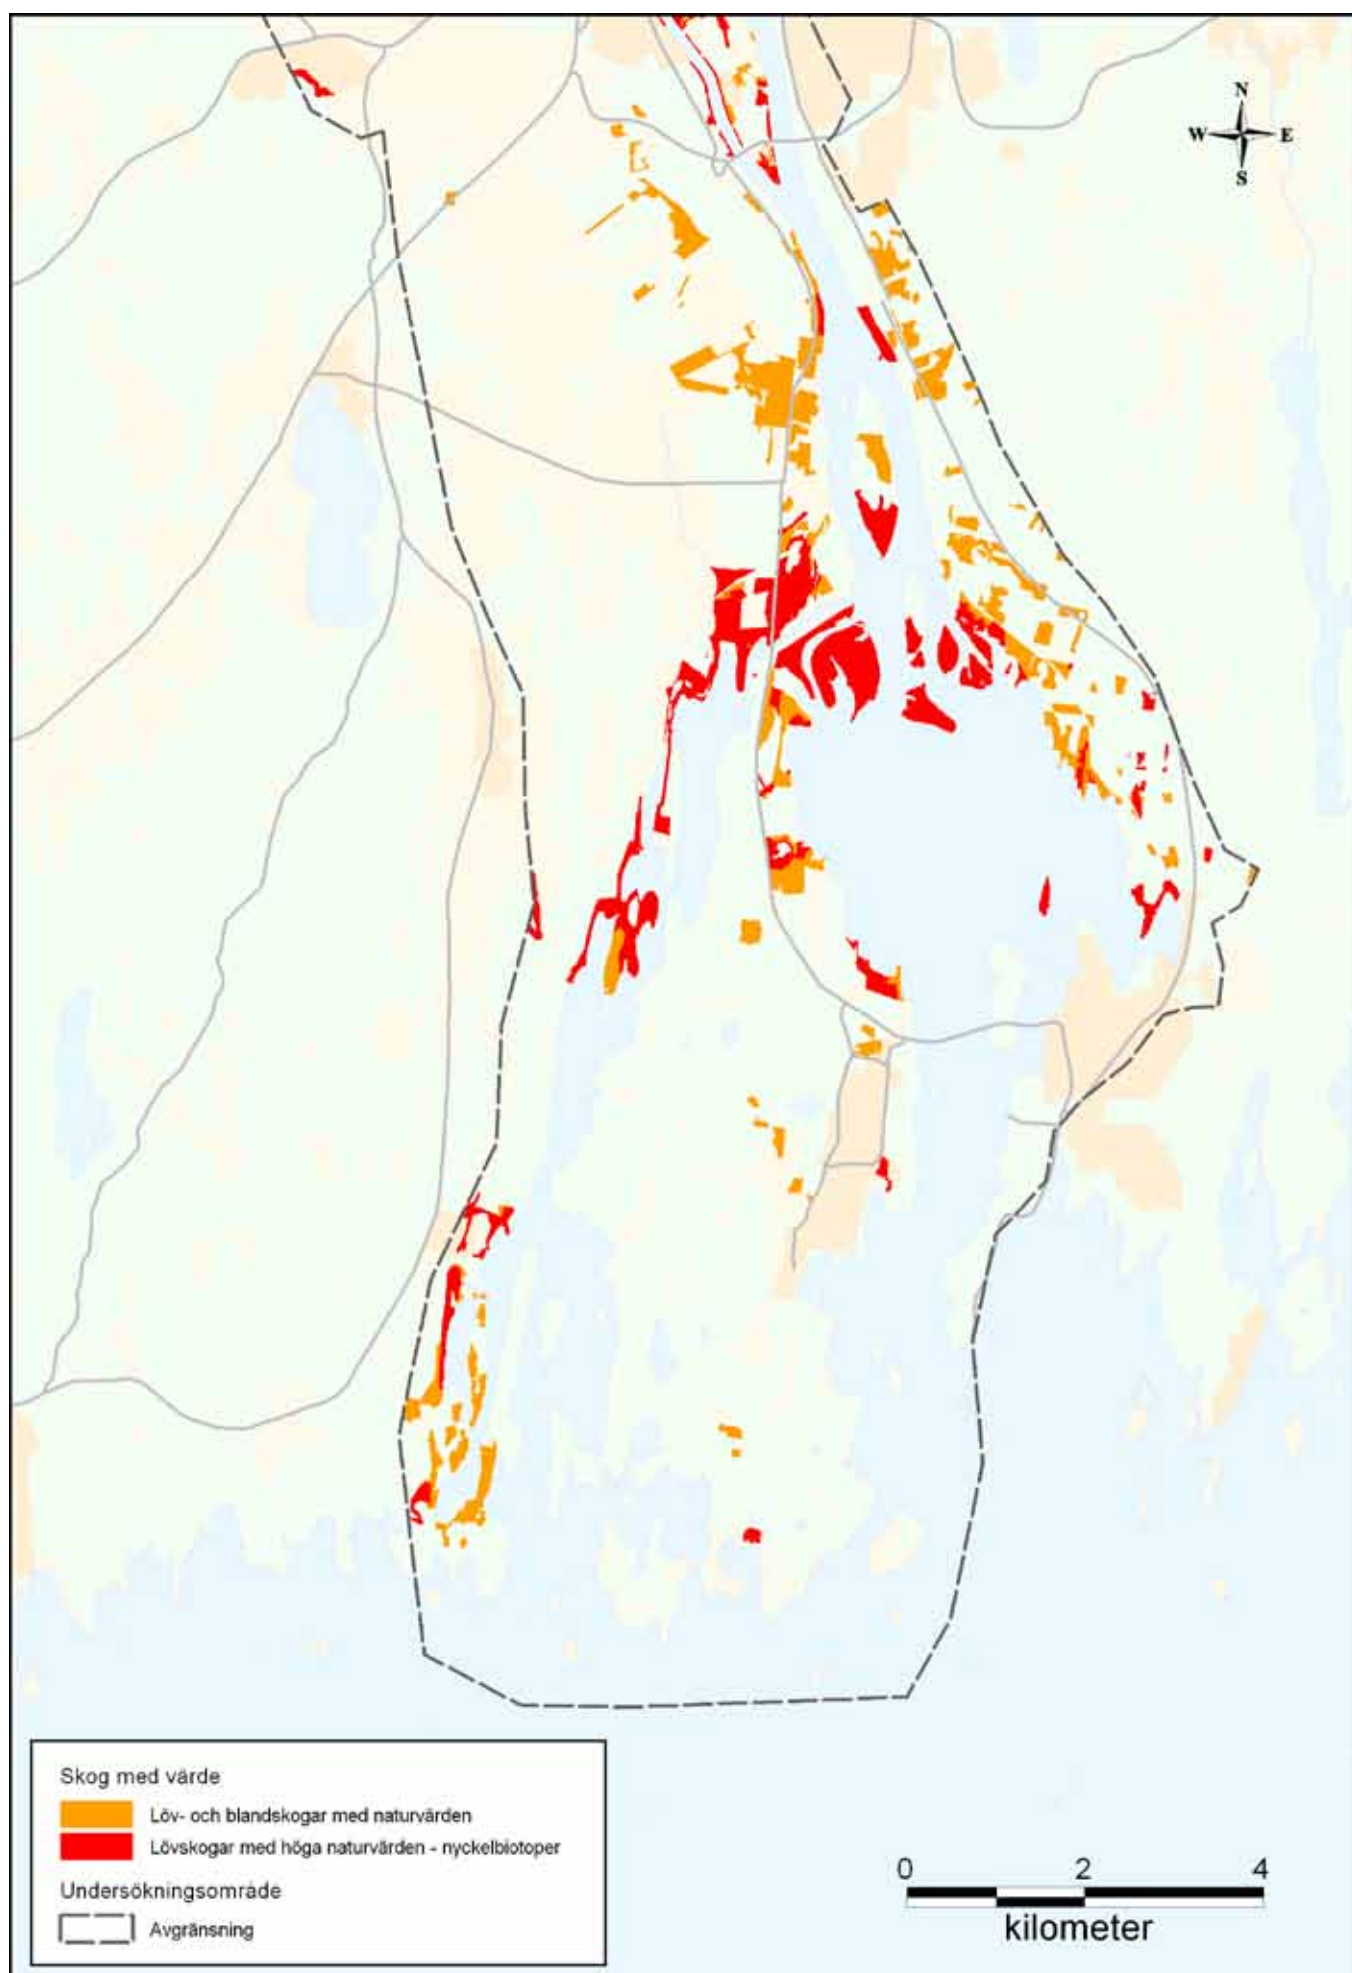 N
W E
S
Skog med värde
Löv- och blandskogar med naturvärden
Lövskogar med höga naturvärden - nyckelbiotoper
Undersökningsområde
Avgränsning
0 2 4
kilometer